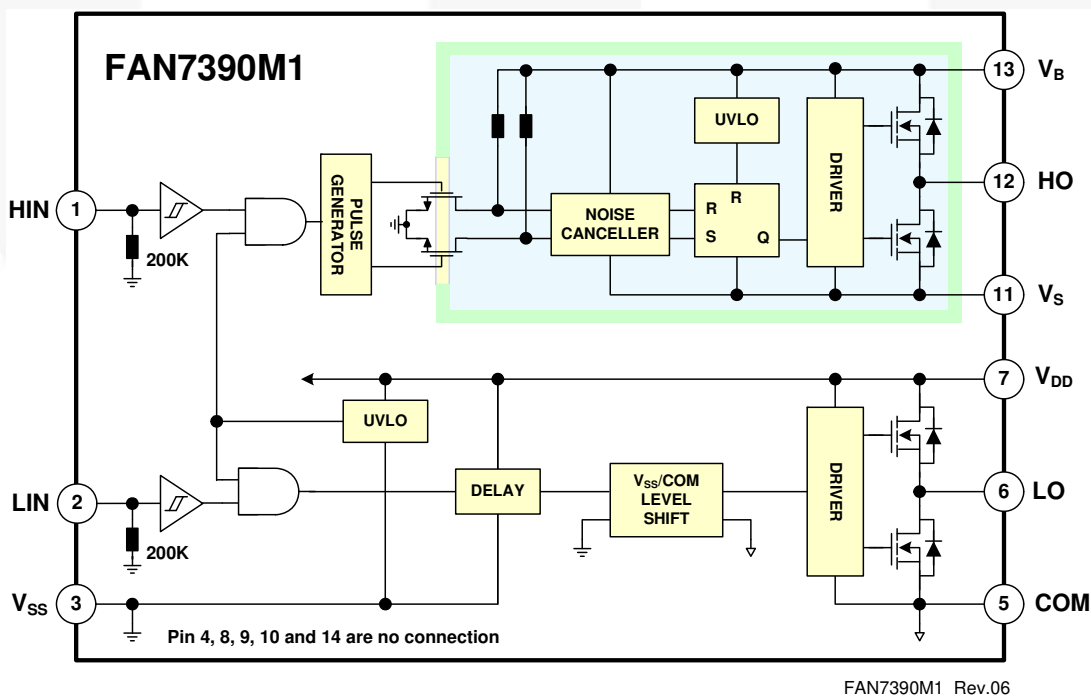 FAN7390M1
13 VB
UVLO
DRIVER
12 HO
HIN 1
PULSE GENERATOR
NOISE
CANCELLER
R
R
S
Q
200K
11 VS
7 VDD
UVLO
LIN 2
DELAY
VSS/COM
LEVEL
SHIFT
DRIVER
6 LO
200K
VSS 3
5 COM
Pin 4, 8, 9, 10 and 14 are no connection
FAN7390M1 Rev.06